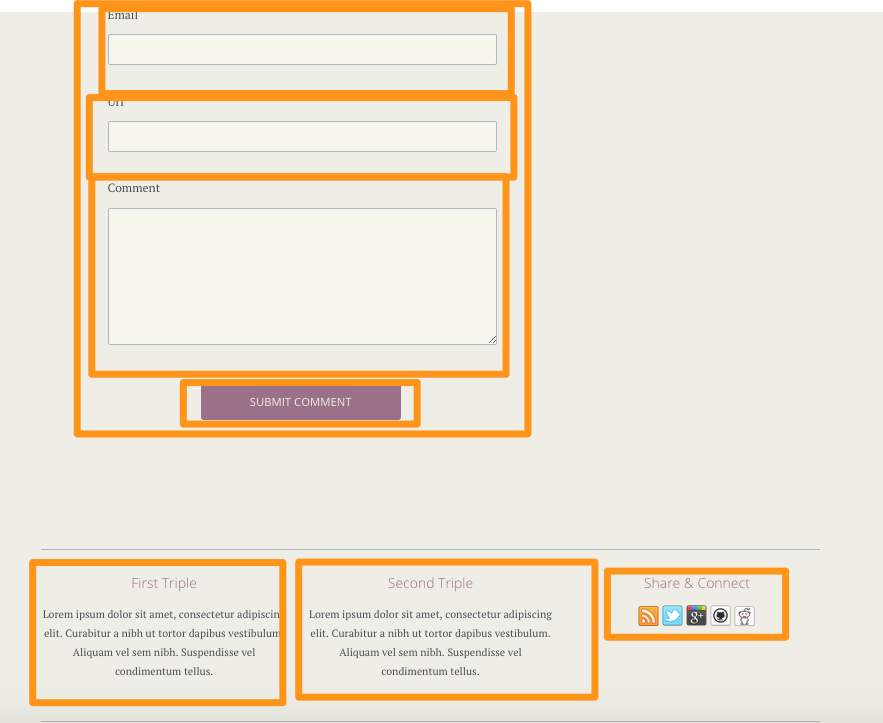 Email
Url
Comment
SUBMIT COMMENT
First Triple
Lorem ipsum dolor sit amet, consectetur adipiscing
elit. Curabitur a nibh ut tortor dapibus vestibulum.
Aliquam vel sem nibh. Suspendisse vel
condimentum tellus.
Second Triple
Lorem ipsum dolor sit amet, consectetur adipiscing
elit. Curabitur a nibh ut tortor dapibus vestibulum.
Aliquam vel sem nibh. Suspendisse vel
condimentum tellus.
Share & Connect
g+